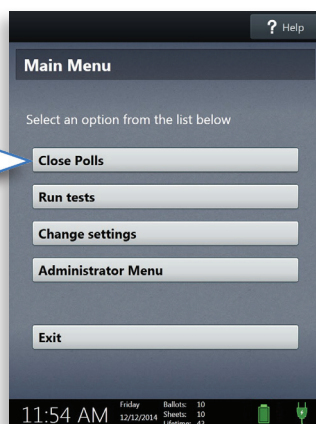 ? Help
Main Menu
Select an option from the list below
Close Polls
Run tests
Change settings
Administrator Menu
Exit
11:54 AM
Friday
12/12/2014
Ballots: 10
Sheets: 10
Lifetime: 42